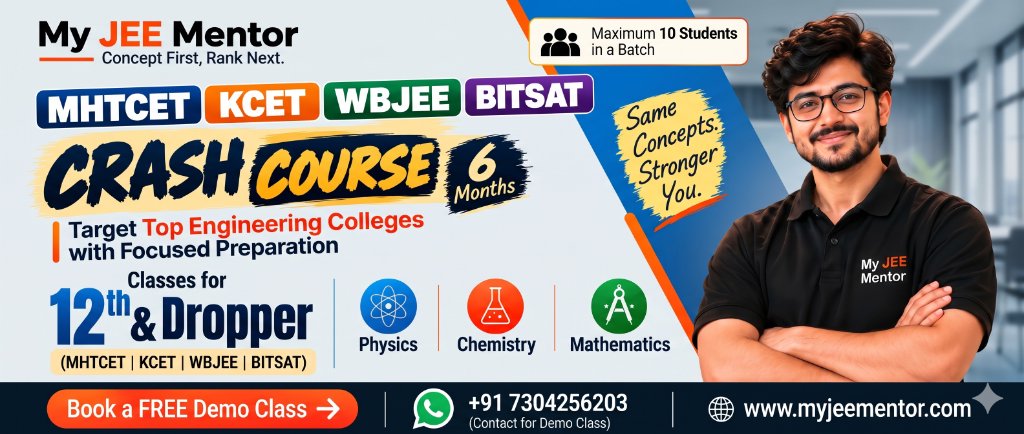 My JEE Mentor
Concept First, Rank Next.
Maximum 10 Students
in a Batch
MHTCET KCET WBJEE BITSAT
CRASH COURSE 6
Months
Same
Concepts.
Stronger
You.
Target Top Engineering Colleges
with Focused Preparation
Classes for
12th & Dropper
(MHTCET | KCET | WBJEE | BITSAT)
Physics
Chemistry
Mathematics
My JEE
Mentor
Book a FREE Demo Class →
+91 7304256203
(Contact for Demo Class)
www.myjeementor.com